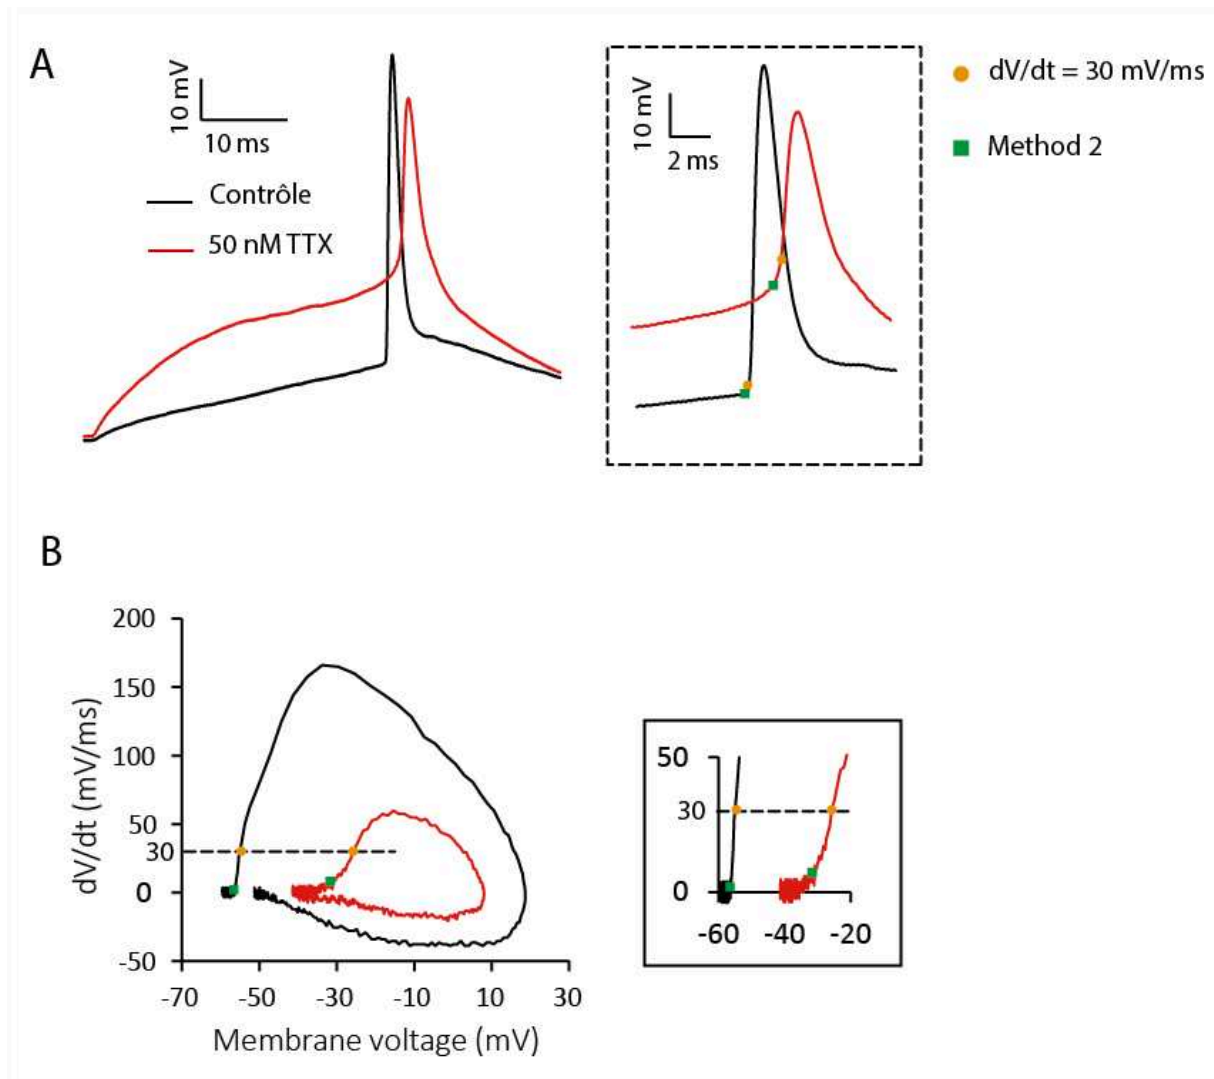 A
10 mV
10 ms
Contrôle
50 nM TTX
10 mV
2 ms
dV/dt = 30 mV/ms
Method 2
B
dV/dt (mV/ms)
200
150
100
50
30
0
-50
-70
-50
-30
-10
10
30
Membrane voltage (mV)
50
30
0
-60
-40
-20